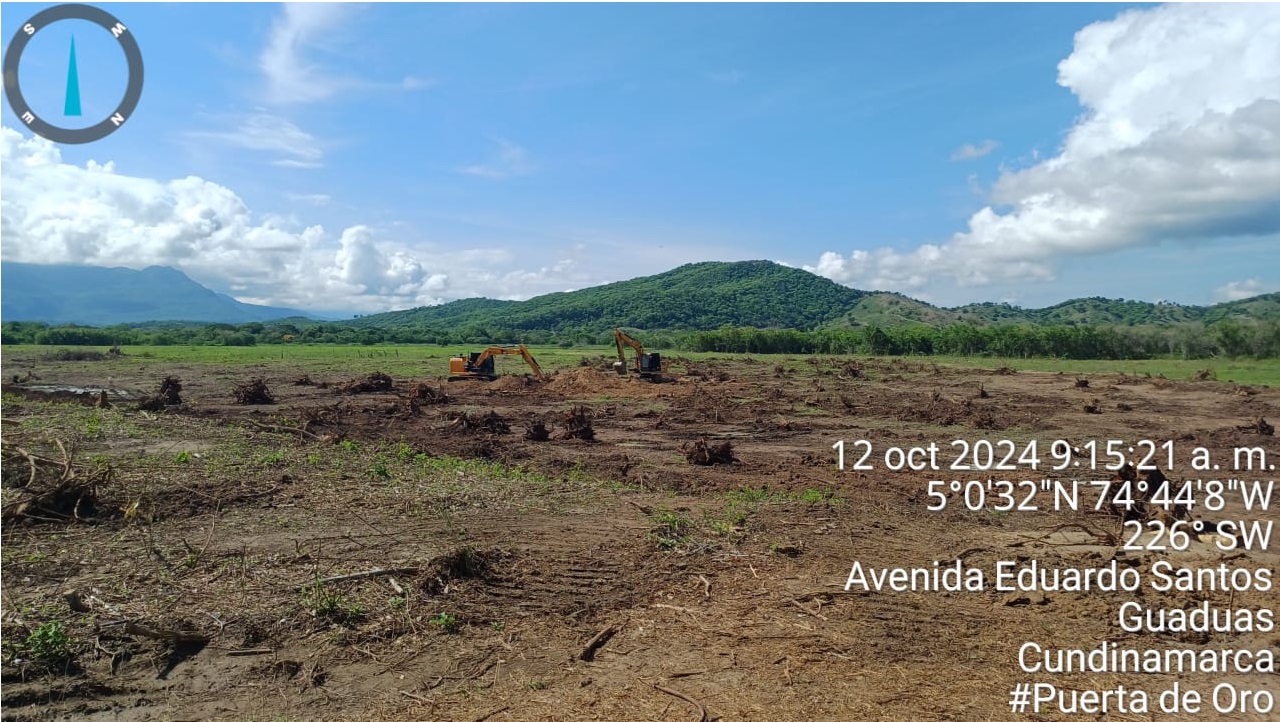 S
W
E
N
12 oct 2024 9:15:21 a. m.
5°0'32"N 74°44'8"W
226° SW
Avenida Eduardo Santos
Guaduas
Cundinamarca
#Puerta de Oro